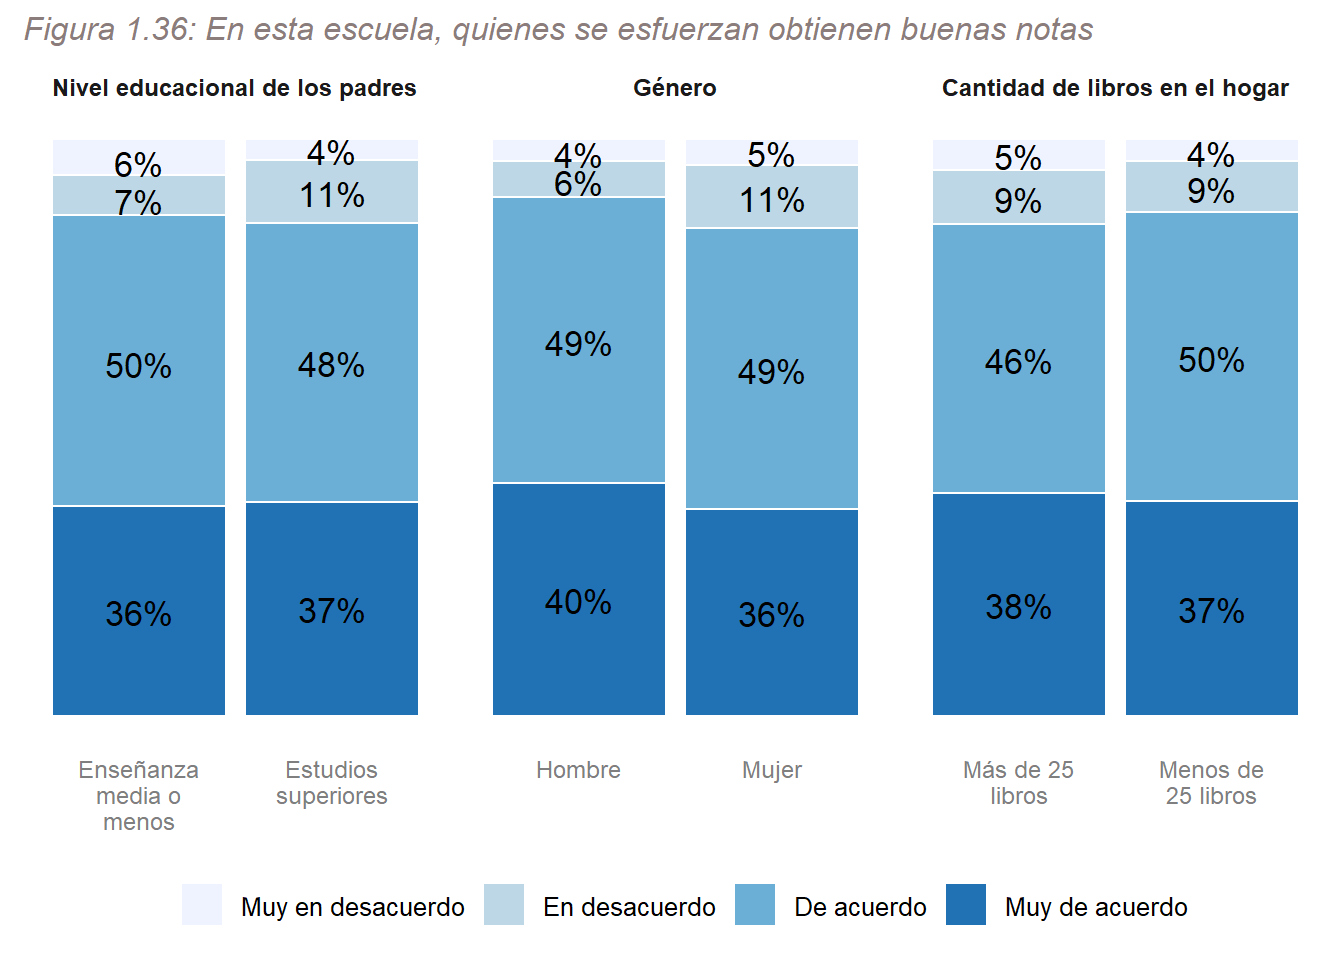 Figura 1.36: En esta escuela, quienes se esfuerzan obtienen buenas notas
Nivel educacional de los padres
6%
7%
50%
36%
4%
11%
48%
37%
Enseñanza
media o
menos
Estudios
superiores
Género
4%
6%
49%
40%
5%
11%
49%
36%
Hombre
Mujer
Cantidad de libros en el hogar
5%
9%
46%
38%
4%
9%
50%
37%
Más de 25
libros
Menos de
25 libros
Muy en desacuerdo
En desacuerdo
De acuerdo
Muy de acuerdo